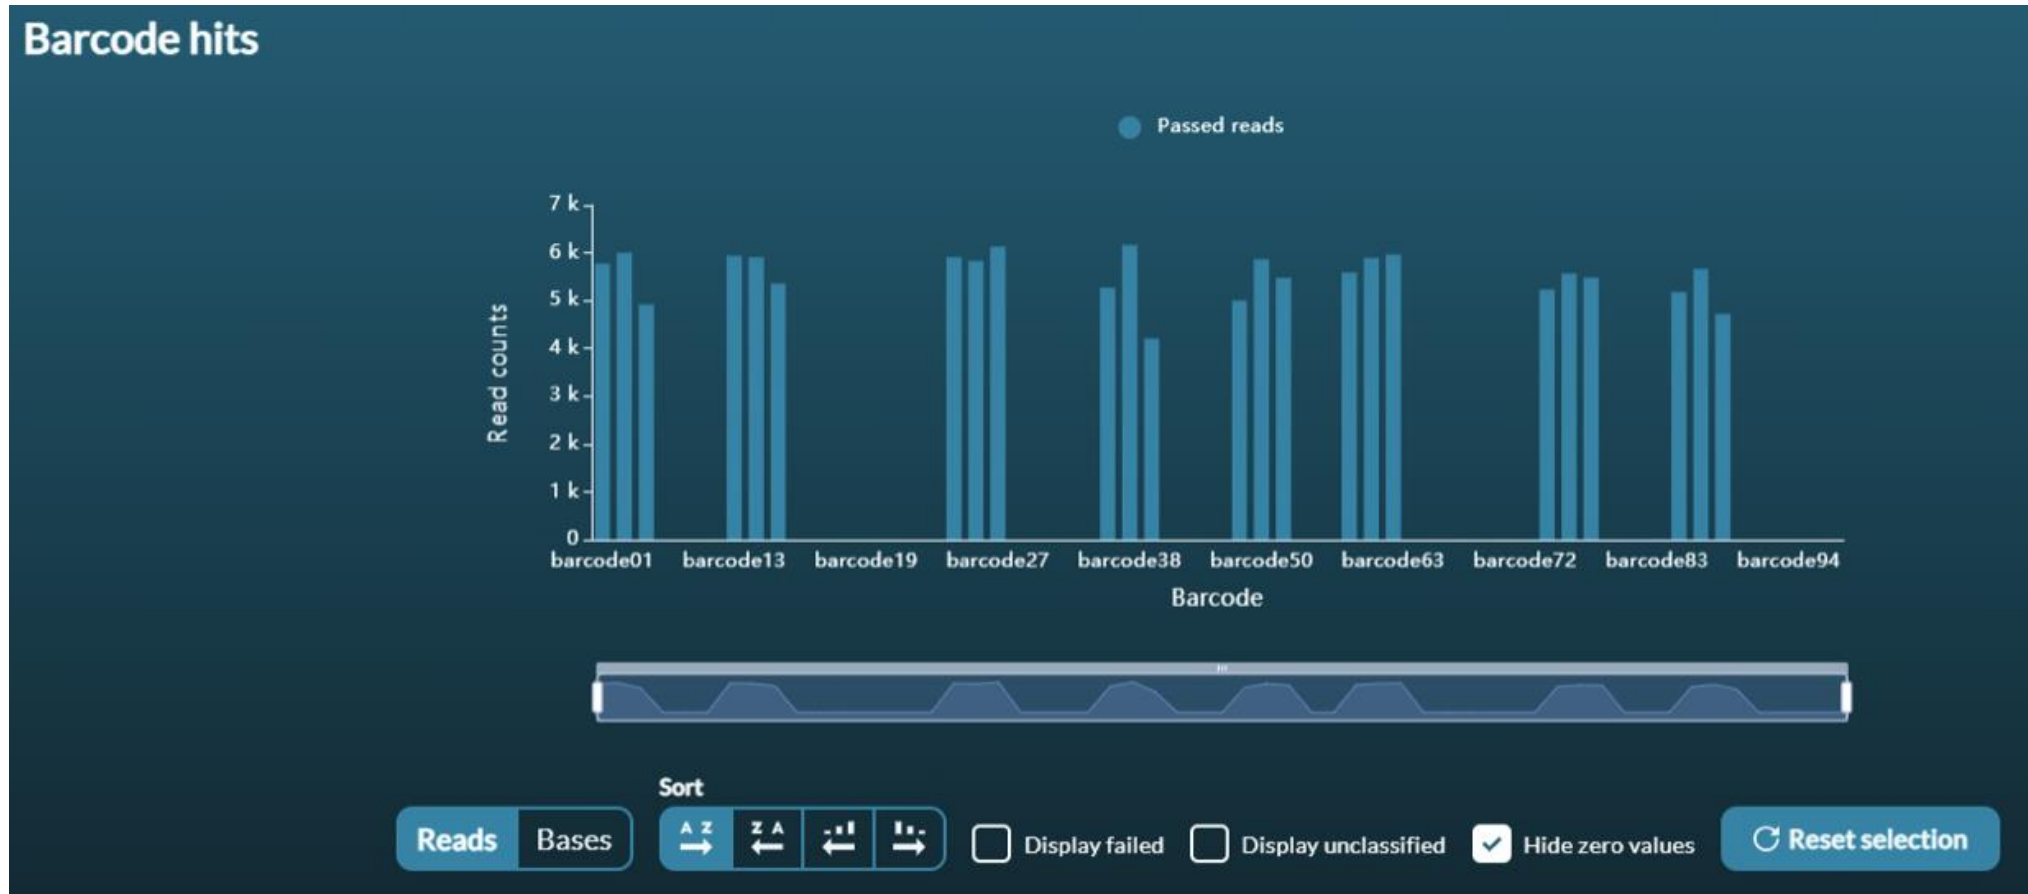 Barcode hits
Passed reads
7 k
6 k
5 k
4 k
3 k
2 k
1 k
0
Read counts
barcode01 barcode13 barcode19 barcode27 barcode38 barcode50 barcode63 barcode72 barcode83 barcode94
Barcode
Sort
Reads Bases A Z Z A Display failed Display unclassified Hide zero values Reset selection